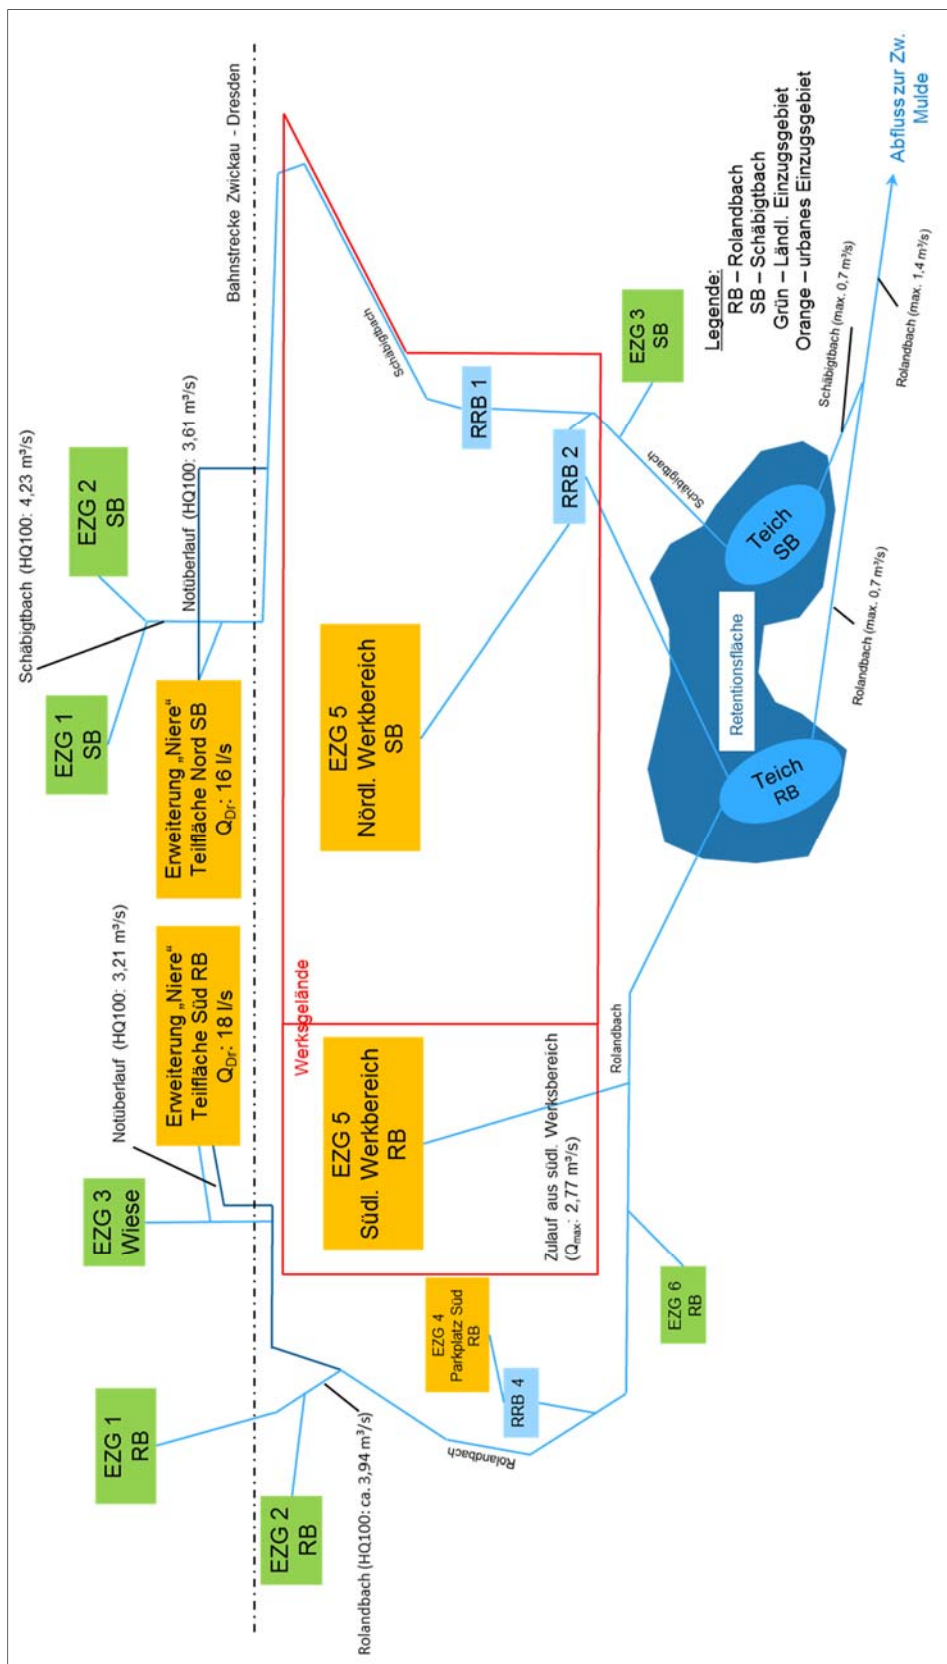 Schäbigtbach (HQ100: 4,23 m³/s)
EZG 2
SB
EZG 1
SB
Notüberlauf (HQ100: 3,61 m³/s)
Erweiterung „Niere“
Teilfläche Nord SB
Q_Dr: 16 l/s
Notüberlauf (HQ100: 3,21 m³/s)
Erweiterung „Niere“
Teilfläche Süd RB
Q_Dr: 18 l/s
EZG 3
Wiese
EZG 1
RB
EZG 2
RB
Rolandbach (HQ100: ca. 3,94 m³/s)
Bahnstrecke Zwickau - Dresden
Werksgelände
EZG 5
Südl. Werkbereich
RB
EZG 5
Nördl. Werkbereich
SB
Schäbigtbach
RRB 1
RRB 2
EZG 4
Parkplatz Süd
RB
RRB 4
Rolandbach
Zulauf aus südl. Werksbereich
(Qmax: 2,77 m³/s)
Rolandbach
EZG 6
RB
EZG 3
SB
Schäbigtbach
Retentionsfläche
Teich
RB
Teich
SB
Legende:
RB – Rolandbach
SB – Schäbigtbach
Grün – Ländl. Einzugsgebiet
Orange – urbanes Einzugsgebiet
Schäbigtbach (max. 0,7 m³/s)
Rolandbach (max. 0,7 m³/s)
Rolandbach (max. 1,4 m³/s)
Abfluss zur Zw.
Mulde